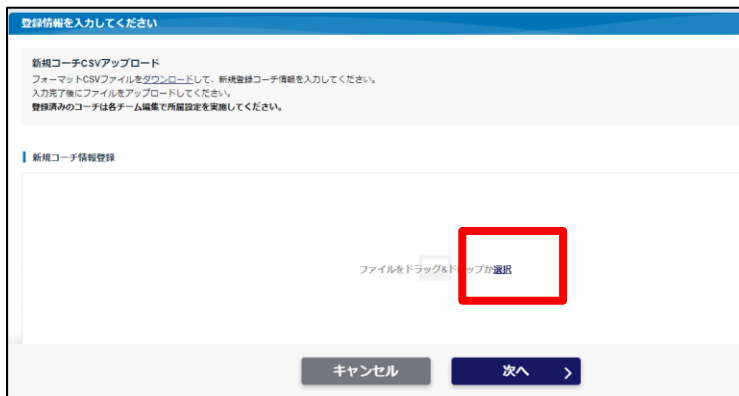 登録情報を入力してください
新規コーチCSVアップロード
フォーマットCSVファイルをダウンロードして、新規登録コーチ情報を入力してください。
入力完了後にファイルをアップロードしてください。
登録済みのコーチは各チーム編集で所属設定を実施してください。
新規コーチ情報登録
ファイルをドラッグ&ドロップか選択
キャンセル
次へ